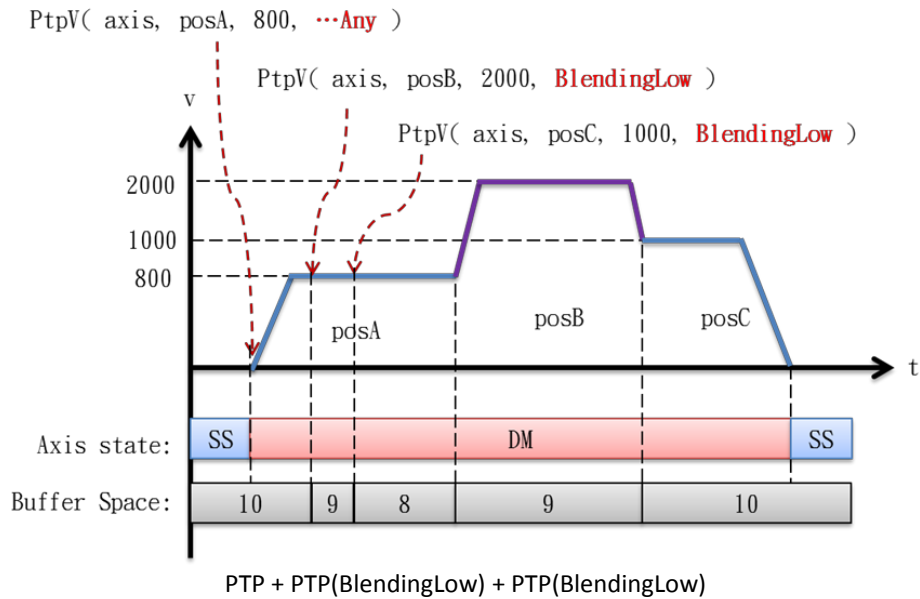 PtpV( axis, posA, 800, ⋯Any )
PtpV( axis, posB, 2000, BlendingLow )
PtpV( axis, posC, 1000, BlendingLow )
v
2000
1000
800
posA
posB
posC
t
Axis state:
SS
DM
SS
Buffer Space:
10
9
8
9
10
PTP + PTP(BlendingLow) + PTP(BlendingLow)